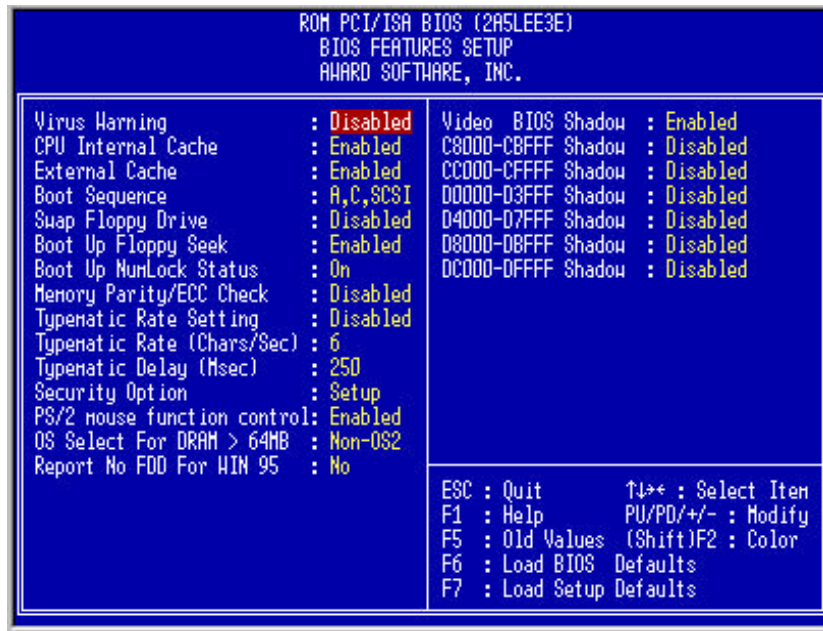 ROM PCI/ISA BIOS (2A5LEE3E)
BIOS FEATURES SETUP
AWARD SOFTWARE, INC.
Virus Warning : Disabled
CPU Internal Cache : Enabled
External Cache : Enabled
Boot Sequence : A,C,SCSI
Swap Floppy Drive : Disabled
Boot Up Floppy Seek : Enabled
Boot Up NumLock Status : On
Memory Parity/ECC Check : Disabled
Typematic Rate Setting : Disabled
Typematic Rate (Chars/Sec) : 6
Typematic Delay (Msec) : 250
Security Option : Setup
PS/2 mouse function control: Enabled
OS Select For DRAM > 64MB : Non-OS2
Report No FDD For WIN 95 : No
Video BIOS Shadow : Enabled
C8000-CBFFF Shadow : Disabled
CC000-CFFFF Shadow : Disabled
D0000-D3FFF Shadow : Disabled
D4000-D7FFF Shadow : Disabled
D8000-DBFFF Shadow : Disabled
DC000-DFFFF Shadow : Disabled
ESC : Quit ↑↓→← : Select Item
F1 : Help PU/PD/+/- : Modify
F5 : Old Values (Shift)F2 : Color
F6 : Load BIOS Defaults
F7 : Load Setup Defaults